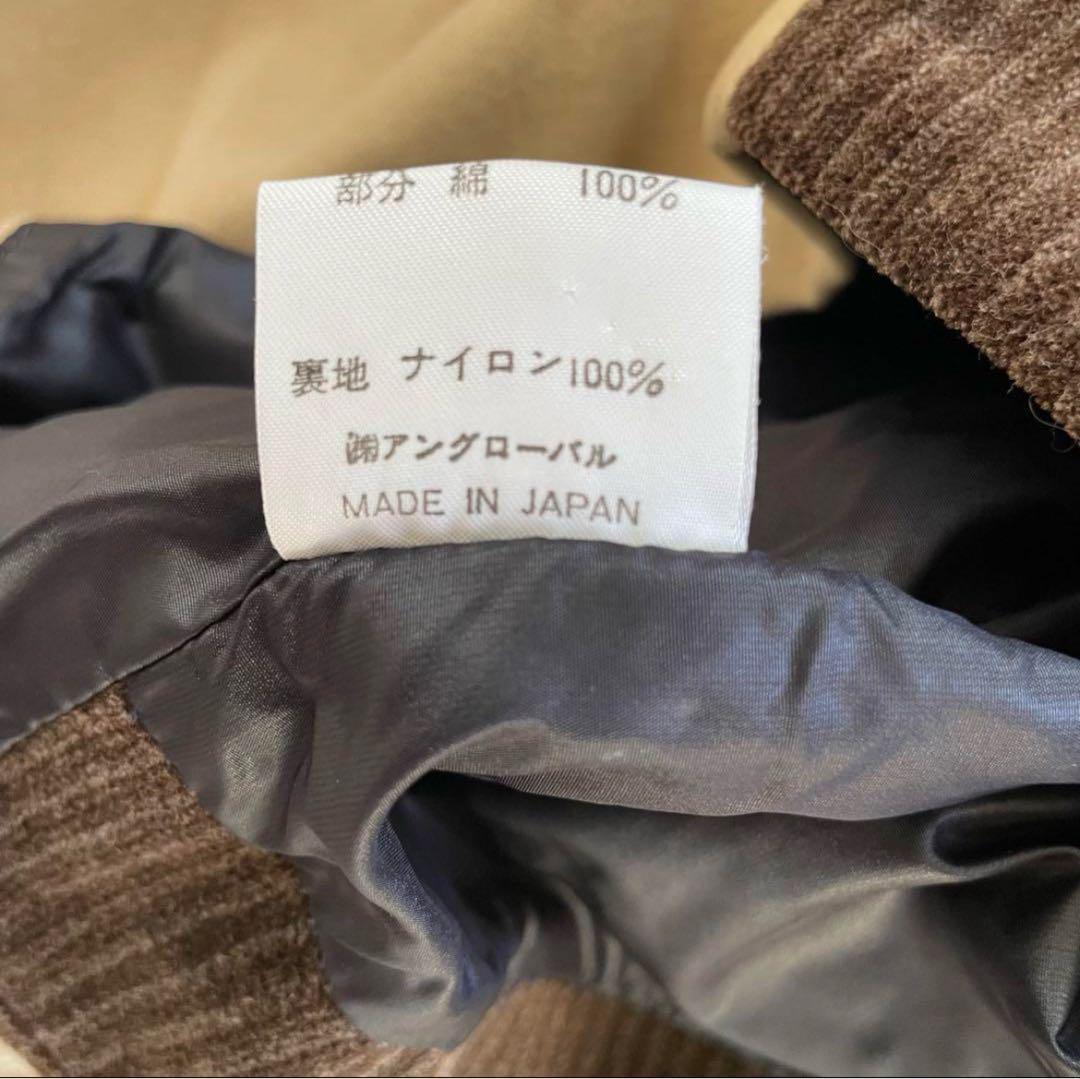 部分 綿 100%
裏地 ナイロン100%
㈱アングローバル
MADE IN JAPAN